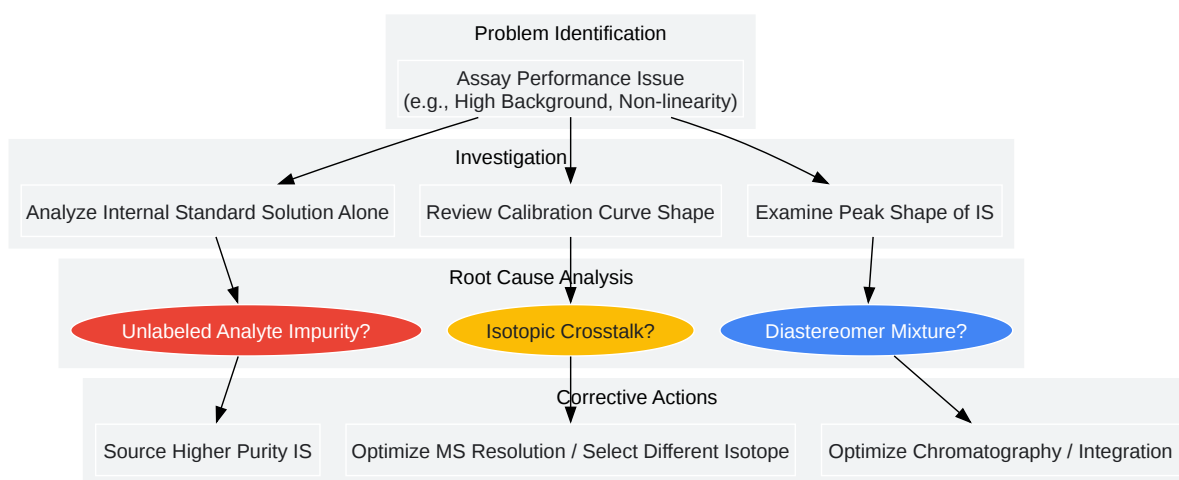 Problem Identification
Assay Performance Issue
(e.g., High Background, Non-linearity)
Investigation
Analyze Internal Standard Solution Alone
Review Calibration Curve Shape
Examine Peak Shape of IS
Root Cause Analysis
Unlabeled Analyte Impurity?
Isotopic Crosstalk?
Diastereomer Mixture?
Corrective Actions
Source Higher Purity IS
Optimize MS Resolution / Select Different Isotope
Optimize Chromatography / Integration